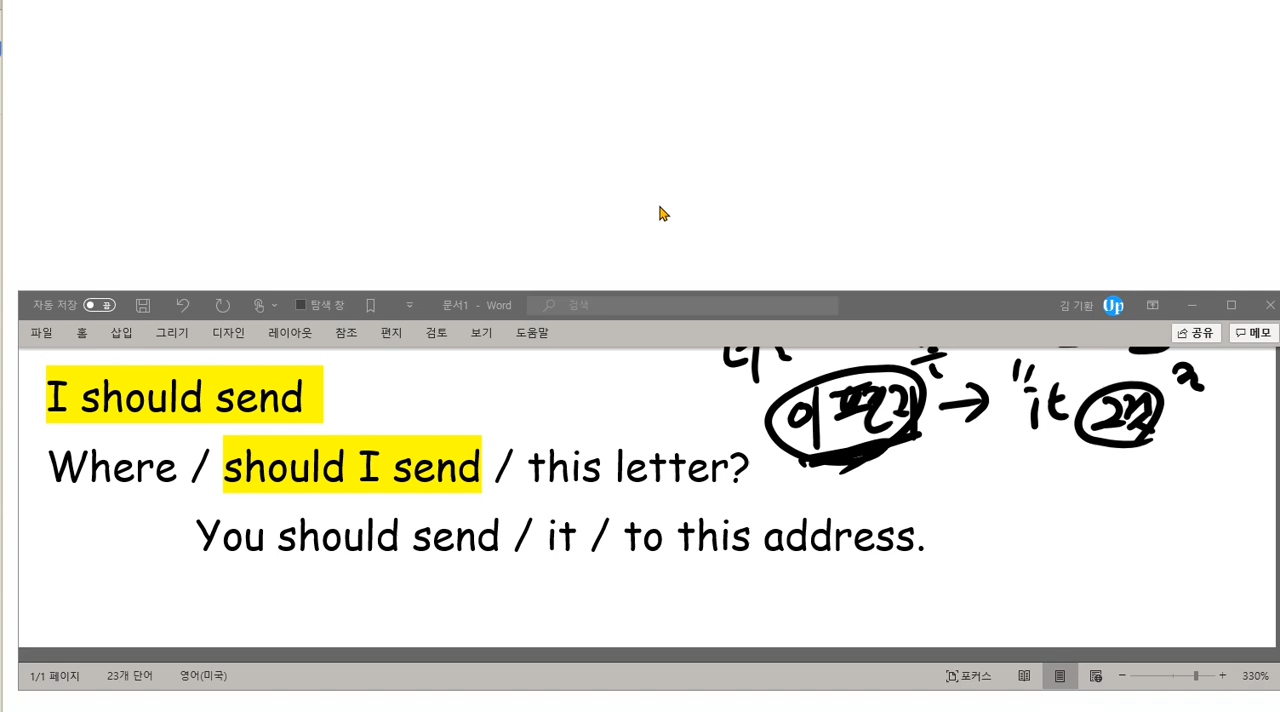 자동 저장 끔 탐색 창 문서1 - Word 검색 김 기환 Up
파일 홈 삽입 그리기 디자인 레이아웃 참조 편지 검토 보기 도움말 공유 메모
I should send
이 편지 → "it 그것
Where / should I send / this letter?
You should send / it / to this address.
1/1 페이지 23개 단어 영어(미국) 포커스 330%